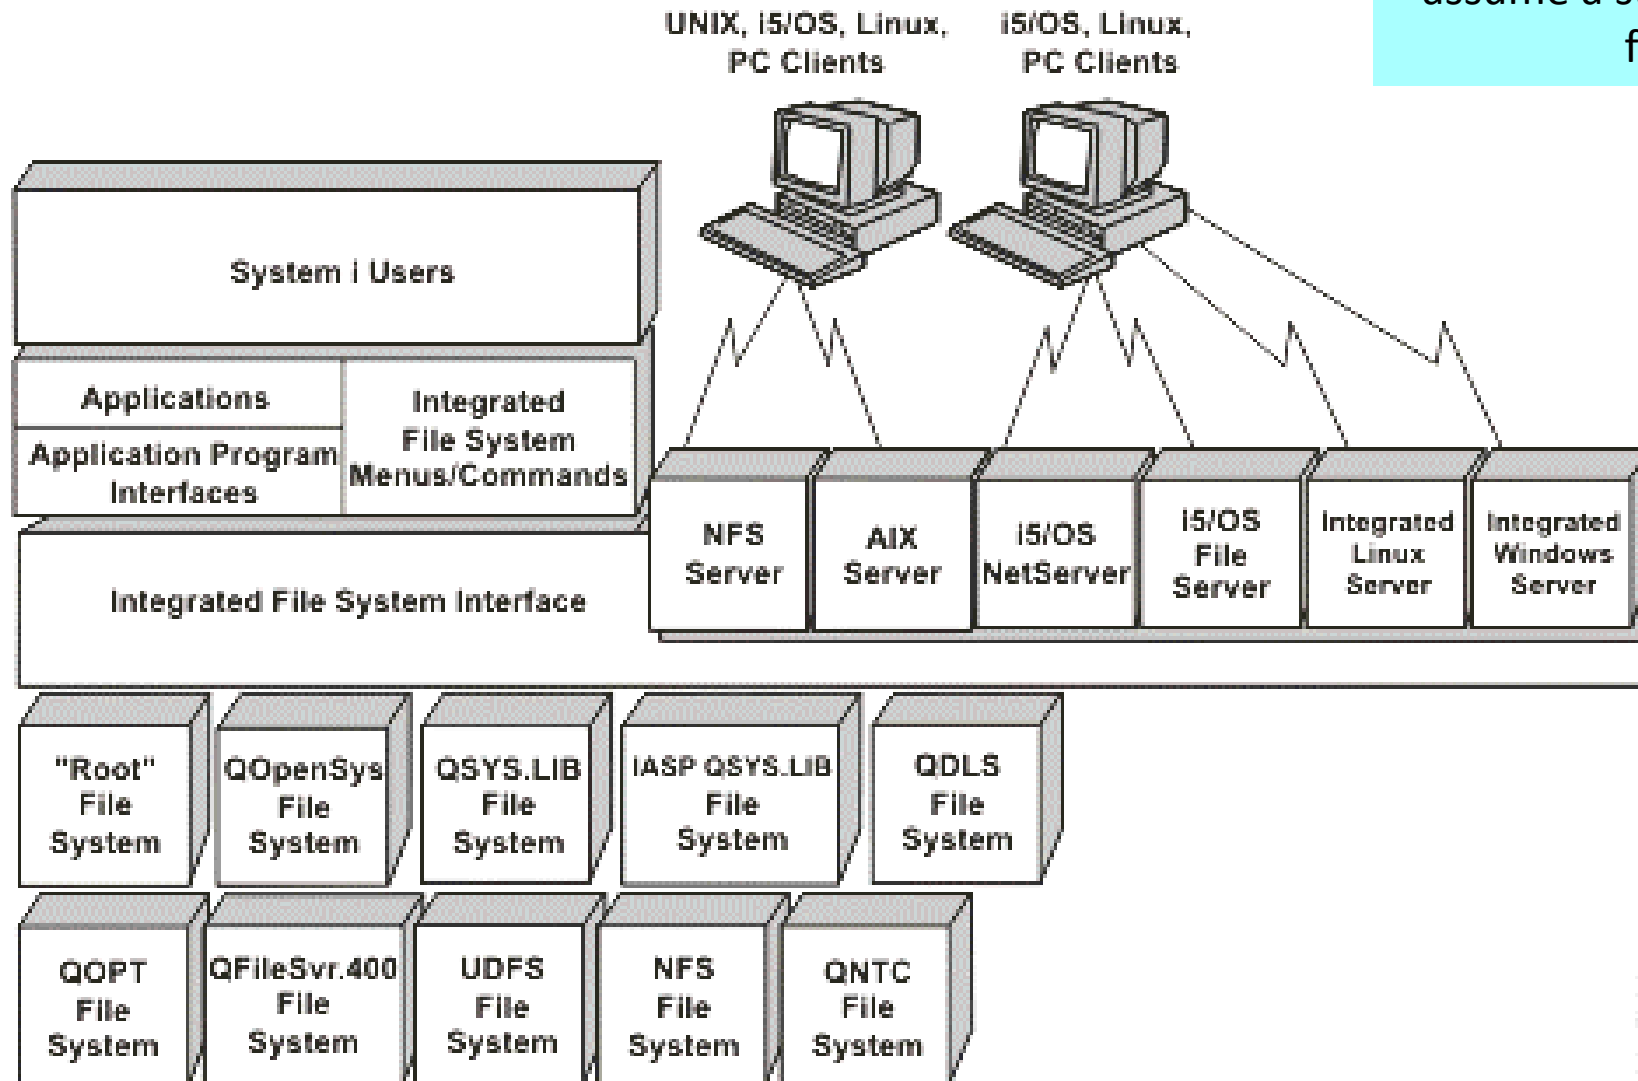 assume a s
f
UNIX, i5/OS, Linux,
PC Clients
i5/OS, Linux,
PC Clients
System i Users
Applications
Application Program
Interfaces
Integrated
File System
Menus/Commands
Integrated File System Interface
NFS
Server
AIX
Server
i5/OS
NetServer
i5/OS
File
Server
Integrated
Linux
Server
Integrated
Windows
Server
"Root"
File
System
QOpenSys
File
System
QSYS.LIB
File
System
iASP QSYS.LIB
File
System
QDLS
File
System
QOPT
File
System
QFileSvr.400
File
System
UDFS
File
System
NFS
File
System
QNTC
File
System